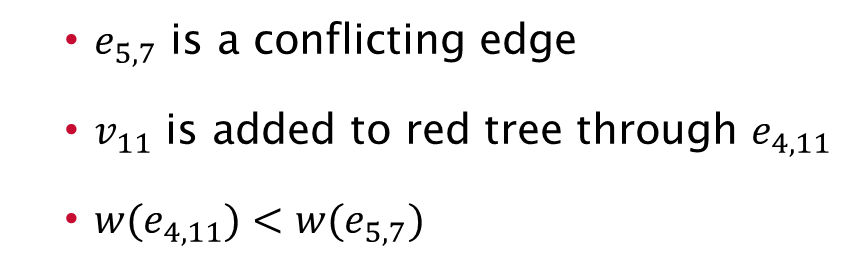 • e₅,₇ is a conflicting edge
• v₁₁ is added to red tree through e₄,₁₁
• w(e₄,₁₁) < w(e₅,₇)